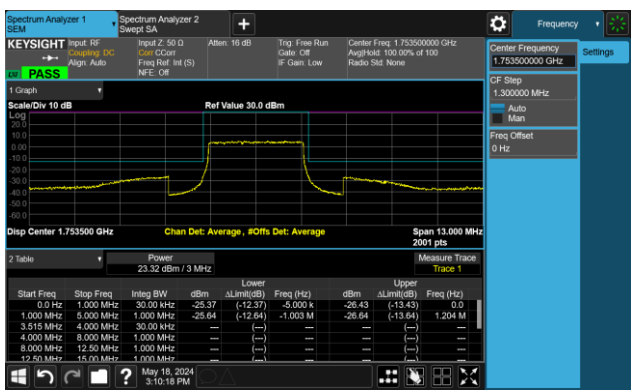 Spectrum Analyzer 1
SEM
Spectrum Analyzer 2
Swept SA
+
Frequency
KEYSIGHT
Input: RF
Coupling: DC
Align: Auto
Input Z: 50 Ω
Corr CCorr
Freq Ref: Int (S)
NFE: Off
Atten: 16 dB
Trig: Free Run
Gate: Off
IF Gain: Low
Center Freq: 1.753500000 GHz
Avg|Hold: 100.00% of 100
Radio Std: None
PASS
Center Frequency
1.753500000 GHz
Settings
CF Step
1.300000 MHz
Auto
Man
Freq Offset
0 Hz
1 Graph
Scale/Div 10 dB
Ref Value 30.0 dBm
Log
20.0
10.0
0.00
-10.0
-20.0
-30.0
-40.0
-50.0
-60.0
Disp Center 1.753500 GHz
Chan Det: Average, #Offs Det: Average
Span 13.000 MHz
2001 pts
2 Table
Power
23.32 dBm / 3 MHz
Measure Trace
Trace 1
Lower Upper
Start Freq Stop Freq Integ BW dBm ΔLimit(dB) Freq (Hz) dBm ΔLimit(dB) Freq (Hz)
0.0 Hz 1.000 MHz 30.00 kHz -25.37 (-12.37) -5.000 k -26.43 (-13.43) 0.0
1.000 MHz 5.000 MHz 1.000 MHz -25.64 (-12.64) -1.003 M -26.64 (-13.64) 1.204 M
3.515 MHz 4.000 MHz 30.00 kHz --- (---) --- --- (---) ---
4.000 MHz 8.000 MHz 1.000 MHz --- (---) --- --- (---) ---
8.000 MHz 12.50 MHz 1.000 MHz --- (---) --- --- (---) ---
12.50 MHz 15.00 MHz 1.000 MHz --- (---) --- --- (---) ---
?
May 18, 2024
3:10:18 PM